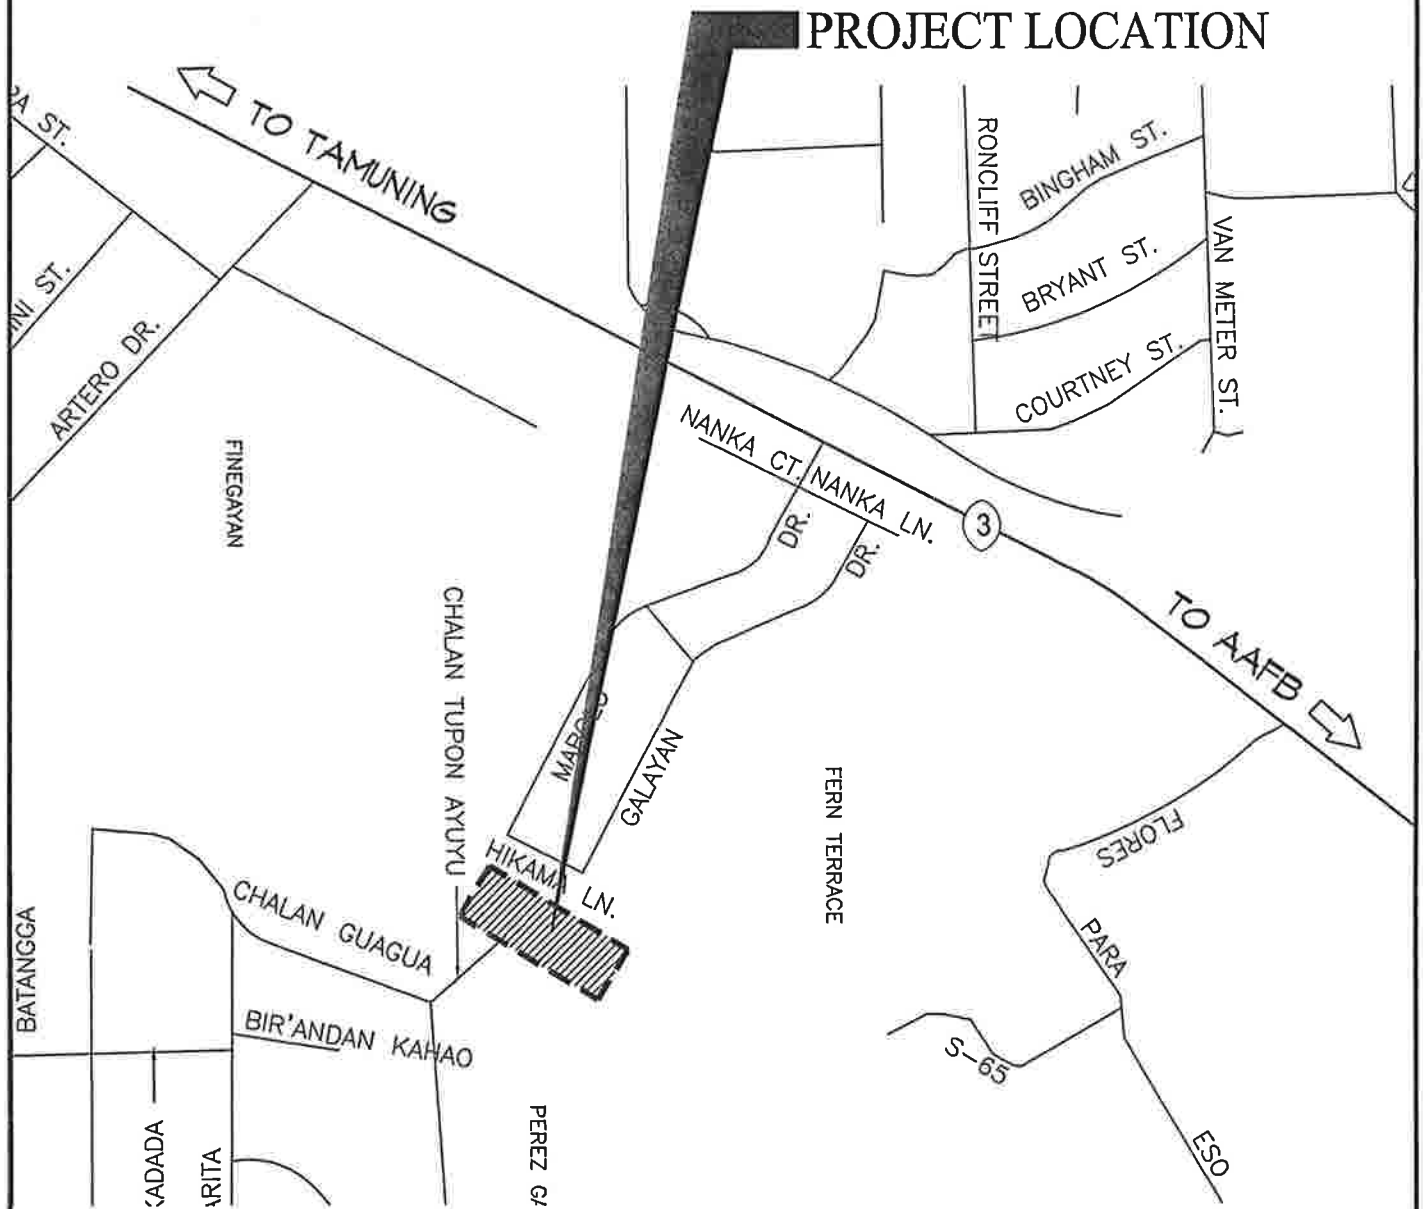 PROJECT LOCATION
TO TAMUNING
ST.
RONCLIFF STREET
BINGHAM ST.
BRYANT ST.
VAN METER ST.
COURTNEY ST.
ST.
ARTERO DR.
FINEGAYAN
NANKA CT.
NANKA LN.
3
DR.
DR.
TO AAFB
CHALAN TUPON AYUYU
GALAYAN
FERN TERRACE
FLORES
HIKAMA LN.
CHALAN GUAGUA
BATANGGA
PARA
BIR'ANDAN KAHAO
S-65
PEREZ
ESO